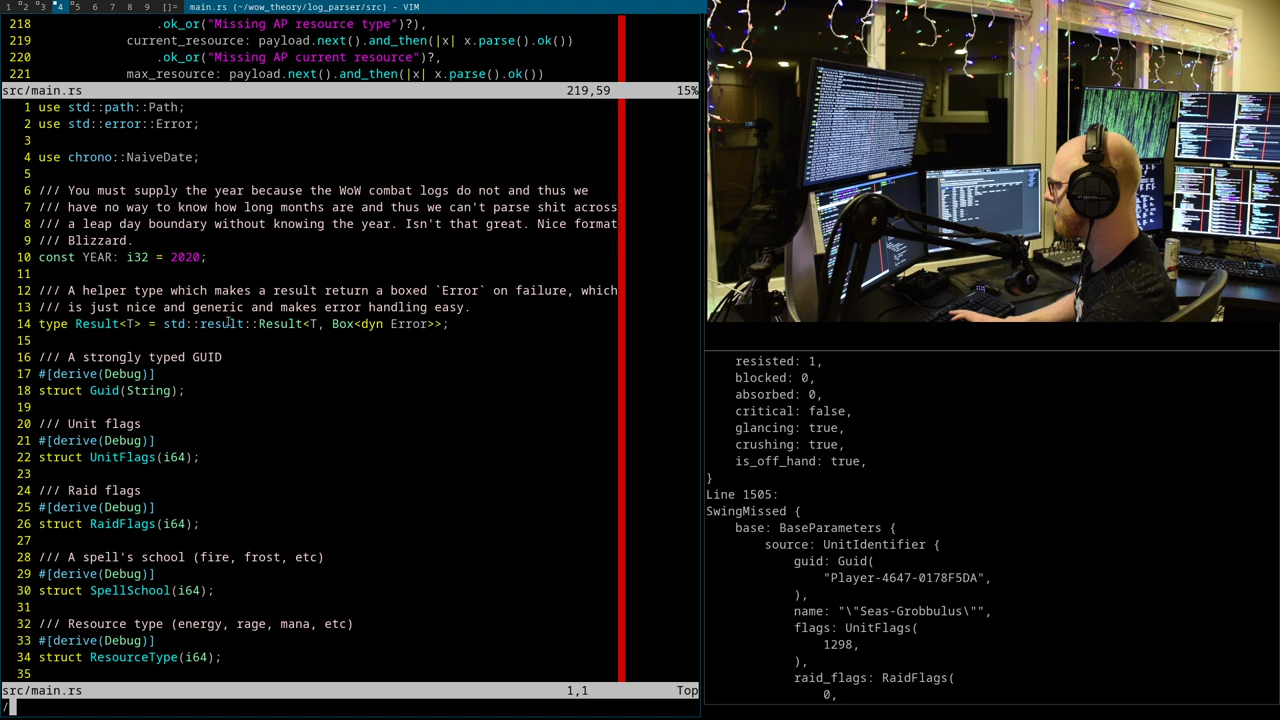 1 2 3 4 5 6 7 8 9 []= main.rs (~/wow_theory/log_parser/src) - VIM
218 .ok_or("Missing AP resource type")?),
219 current_resource: payload.next().and_then(|x| x.parse().ok())
220 .ok_or("Missing AP current resource")?,
221 max_resource: payload.next().and_then(|x| x.parse().ok())
src/main.rs 219,59 15%
1 use std::path::Path;
2 use std::error::Error;
3
4 use chrono::NaiveDate;
5
6 /// You must supply the year because the WoW combat logs do not and thus we
7 /// have no way to know how long months are and thus we can't parse shit across
8 /// a leap day boundary without knowing the year. Isn't that great. Nice format
9 /// Blizzard.
10 const YEAR: i32 = 2020;
11
12 /// A helper type which makes a result return a boxed `Error` on failure, which
13 /// is just nice and generic and makes error handling easy.
14 type Result<T> = std::result::Result<T, Box<dyn Error>>;
15
16 /// A strongly typed GUID
17 #[derive(Debug)]
18 struct Guid(String);
19
20 /// Unit flags
21 #[derive(Debug)]
22 struct UnitFlags(i64);
23
24 /// Raid flags
25 #[derive(Debug)]
26 struct RaidFlags(i64);
27
28 /// A spell's school (fire, frost, etc)
29 #[derive(Debug)]
30 struct SpellSchool(i64);
31
32 /// Resource type (energy, rage, mana, etc)
33 #[derive(Debug)]
34 struct ResourceType(i64);
35
src/main.rs 1,1 Top
/
resisted: 1,
blocked: 0,
absorbed: 0,
critical: false,
glancing: true,
crushing: true,
is_off_hand: true,
}
Line 1505:
SwingMissed {
base: BaseParameters {
source: UnitIdentifier {
guid: Guid(
"Player-4647-0178F5DA",
),
name: "\"Seas-Grobbulus\"",
flags: UnitFlags(
1298,
),
raid_flags: RaidFlags(
0,